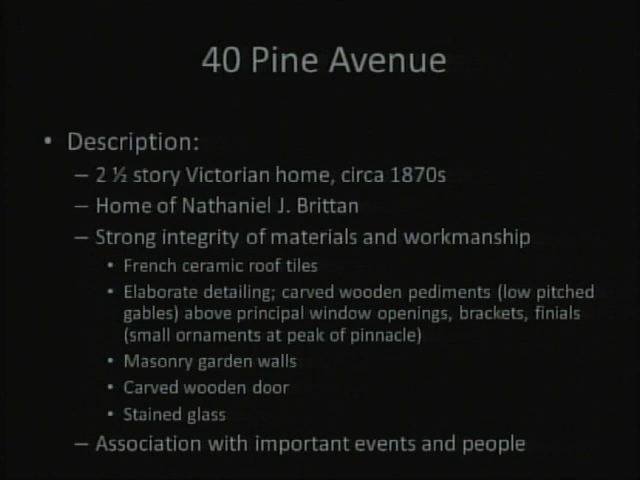 40 Pine Avenue
• Description:
– 2 ½ story Victorian home, circa 1870s
– Home of Nathaniel J. Brittan
– Strong integrity of materials and workmanship
• French ceramic roof tiles
• Elaborate detailing; carved wooden pediments (low pitched
gables) above principal window openings, brackets, finials
(small ornaments at peak of pinnacle)
• Masonry garden walls
• Carved wooden door
• Stained glass
– Association with important events and people